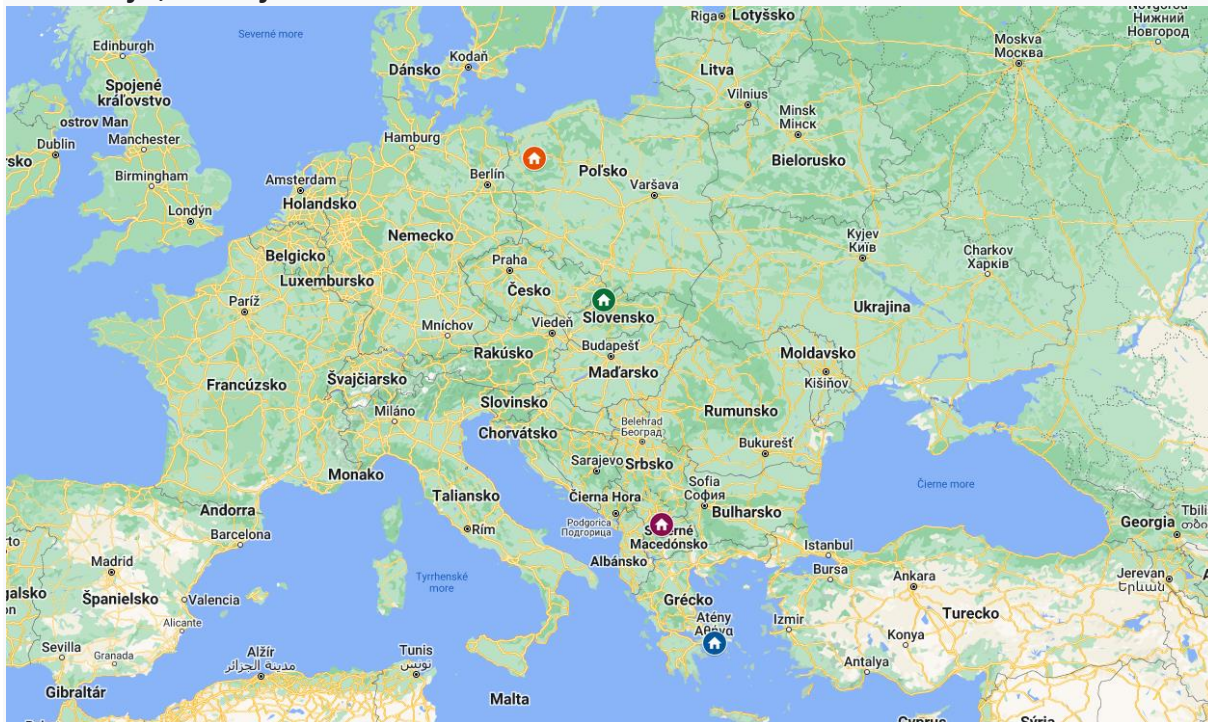 Riga
Lotyšsko
Нижний
Новгород
Severné more
Edinburgh
Kodaň
Dánsko
Moskva
Москва
Spojené
kráľovstvo
Litva
Vilnius
ostrov Man
Minsk
Мінск
Dublin
Manchester
Hamburg
Bielorusko
Birmingham
Amsterdam
Berlín
Poľsko
Varšava
Holandsko
Londýn
Nemecko
Kyjev
Київ
Charkov
Харків
Belgicko
Praha
Luxembursko
Česko
Paríž
Ukrajina
Mníchov
Viedeň
Slovensko
Budapešť
Rakúsko
Moldavsko
Maďarsko
Kišiňov
Francúzsko
Švajčiarsko
Slovinsko
Miláno
Rumunsko
Chorvátsko
Belehrad
Београд
Bukurešť
Sarajevo
Srbsko
Monako
Sofia
София
Čierne more
Taliansko
Čierna Hora
Andorra
Bulharsko
Barcelona
Rím
Podgorica
Подгорица
Georgia
Macedónsko
Istanbul
Madrid
Albánsko
Bursa
Ankara
Jerevan
Երևան
Tyrrhenské
more
Španielsko
Valencia
Grécko
Turecko
Alicante
Atény
Αθήνα
Izmir
Konya
Sevilla
Granada
Alžír
مدينة الجزائر
Tunis
تونس
Antalya
Gibraltár
Malta